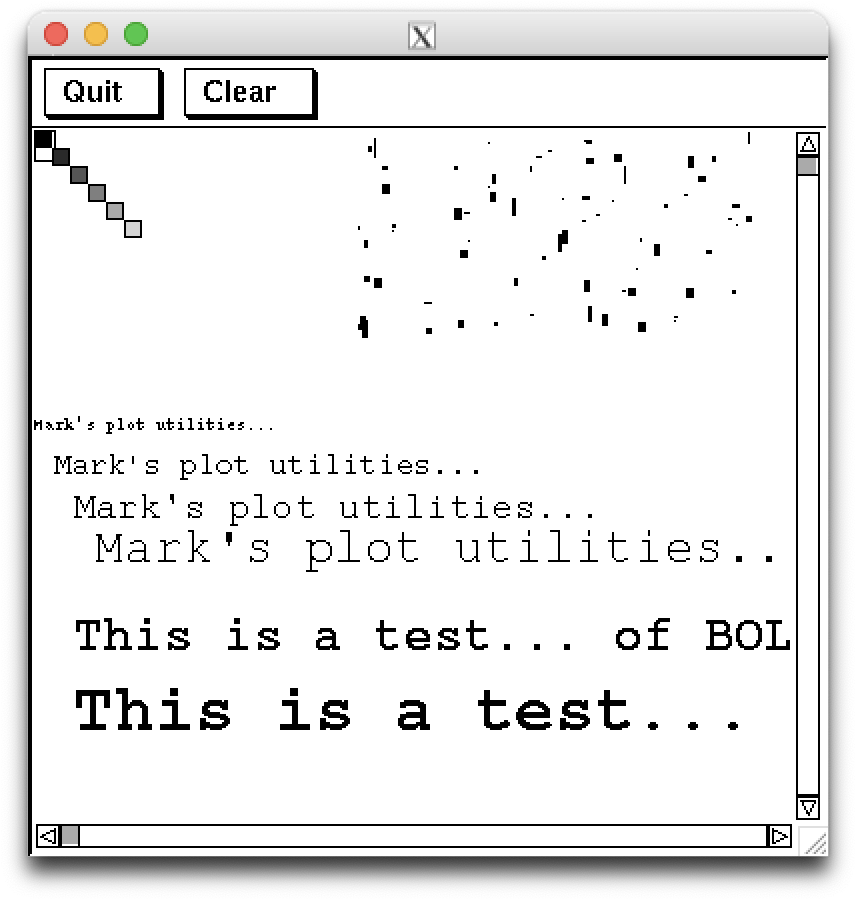 X
Quit Clear
Mark's plot utilities...
Mark's plot utilities...
Mark's plot utilities...
Mark's plot utilities..
This is a test... of BOL
This is a test...